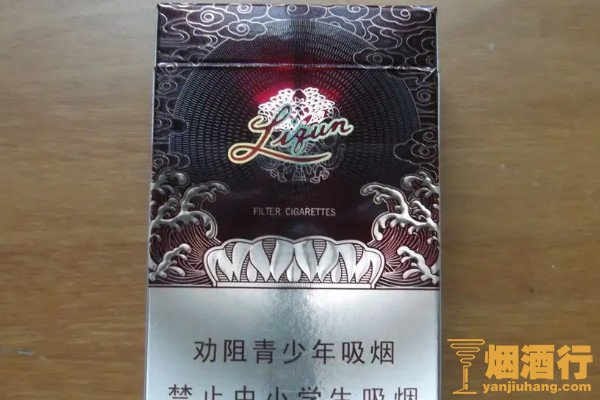 Liqun
FILTER CIGARETTES
劝阻青少年吸烟
禁止中小学生吸烟
烟酒行
yanjiuhang.com